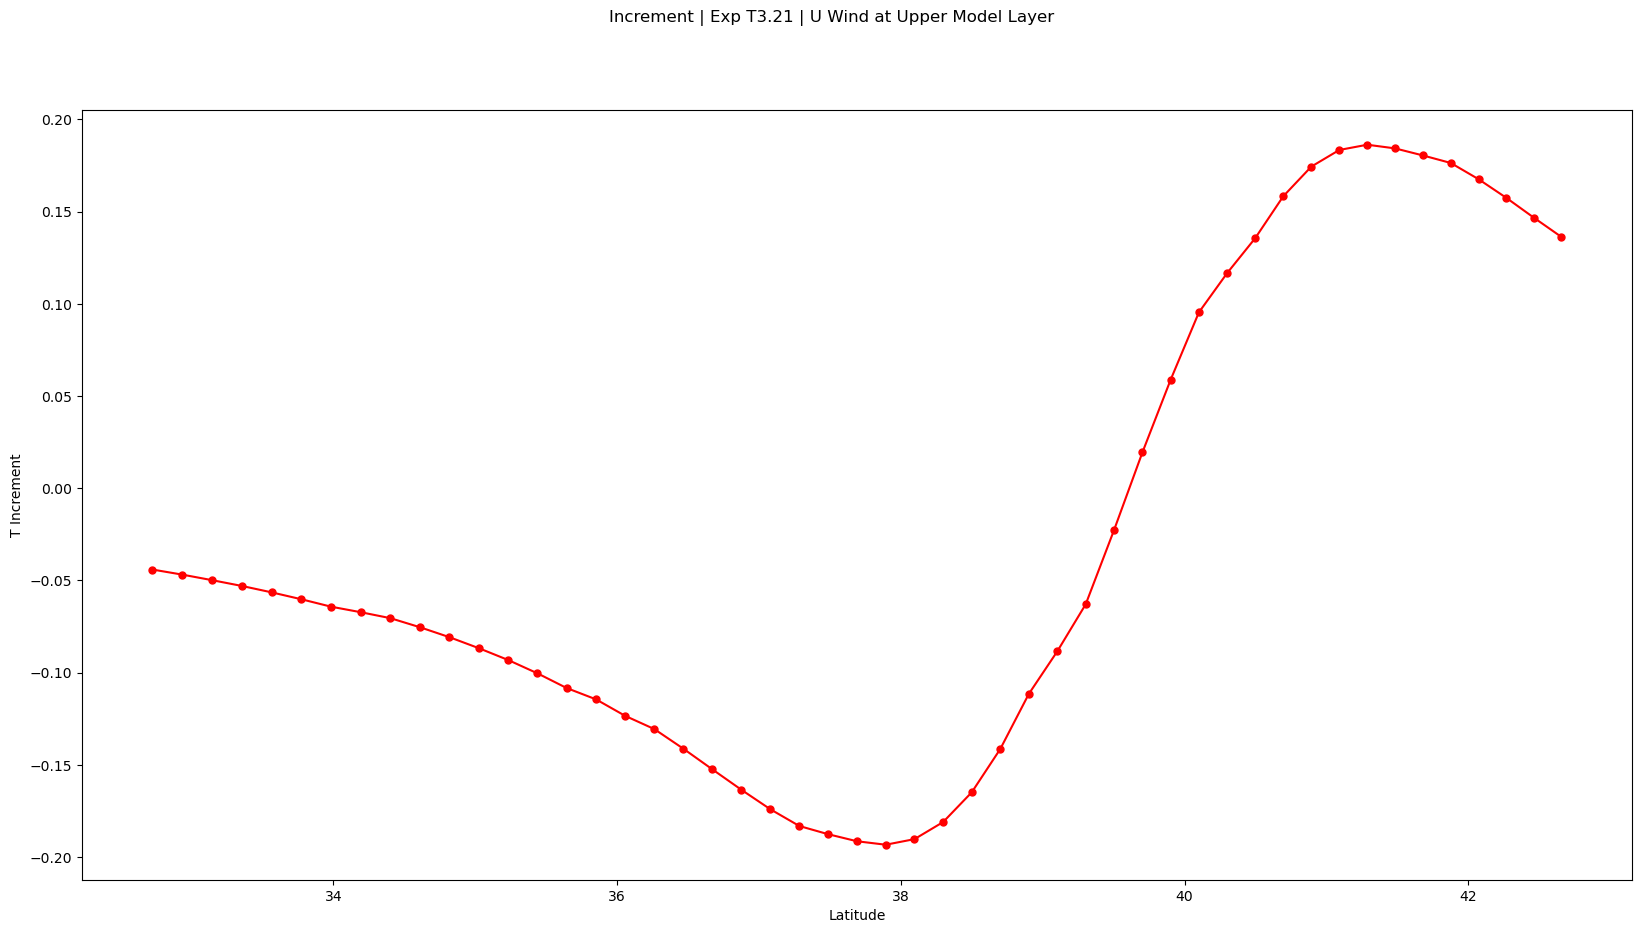 Increment | Exp T3.21 | U Wind at Upper Model Layer
0.20
0.15
0.10
0.05
0.00
−0.05
−0.10
−0.15
−0.20
T Increment
34 36 38 40 42
Latitude